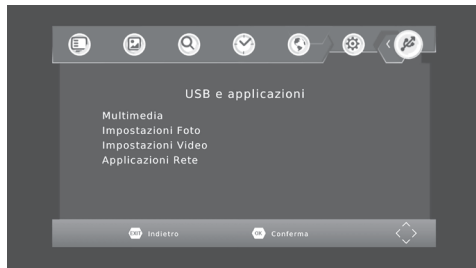 USB e applicazioni
Multimedia
Impostazioni Foto
Impostazioni Video
Applicazioni Rete
EXIT Indietro OK Conferma